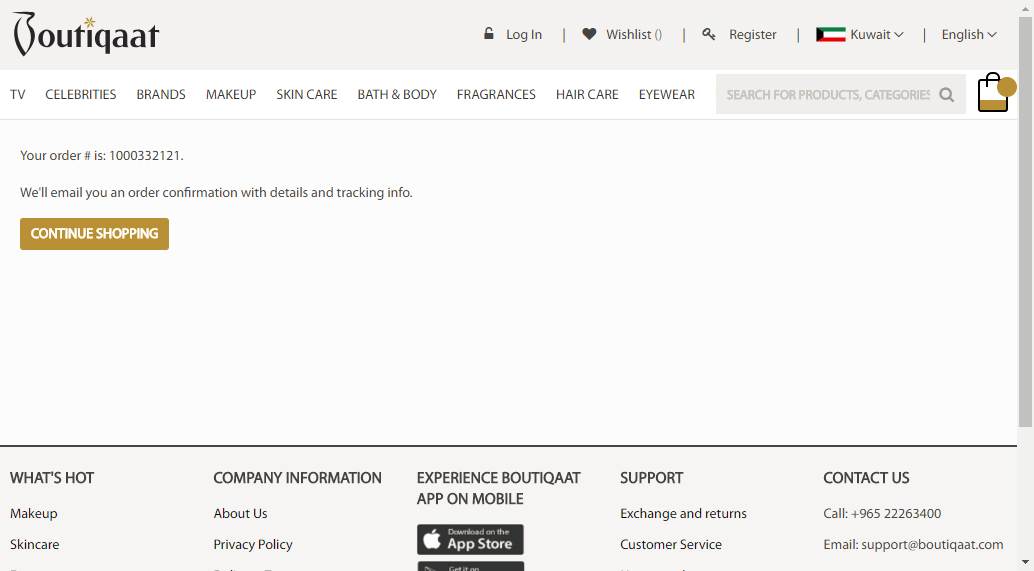 Boutiqaat
Log In | Wishlist () | Register | Kuwait | English
TV CELEBRITIES BRANDS MAKEUP SKIN CARE BATH & BODY FRAGRANCES HAIR CARE EYEWEAR SEARCH FOR PRODUCTS, CATEGORIES
Your order # is: 1000332121.
We'll email you an order confirmation with details and tracking info.
CONTINUE SHOPPING
WHAT'S HOT
Makeup
Skincare
COMPANY INFORMATION
About Us
Privacy Policy
EXPERIENCE BOUTIQAAT
APP ON MOBILE
Download on the
App Store
Get it on
SUPPORT
Exchange and returns
Customer Service
CONTACT US
Call: +965 22263400
Email: support@boutiqaat.com